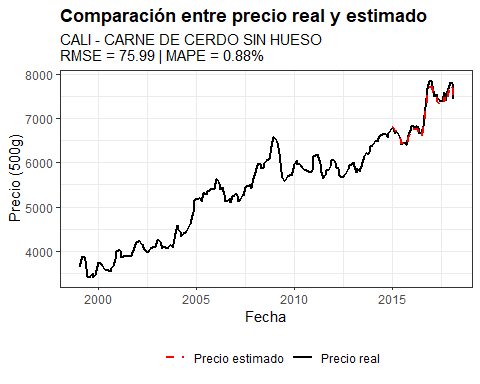 Comparación entre precio real y estimado
CALI - CARNE DE CERDO SIN HUESO
RMSE = 75.99 | MAPE = 0.88%
Precio (500g)
8000
7000
6000
5000
4000
2000
2005
2010
2015
Fecha
Precio estimado
Precio real